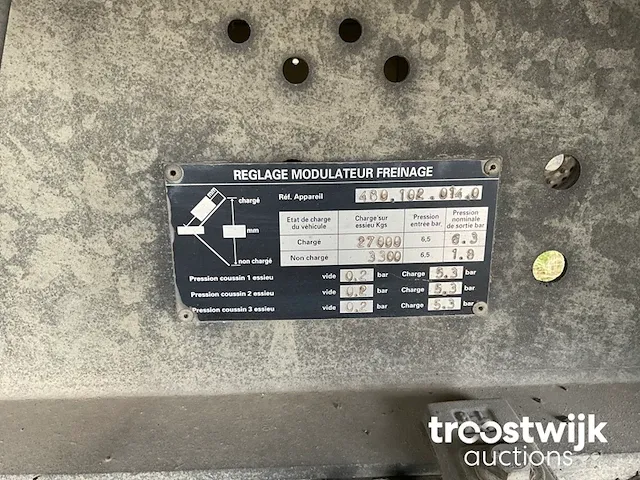 REGLAGE MODULATEUR FREINAGE
chargé
mm
non chargé
Réf. Appareil 480.102.014.0
Etat de charge du véhicule Charge sur essieu Kgs Pression entrée bar Pression nominale de sortie bar
Chargé 27000 6,5 6.3
Non chargé 3300 6,5 1.8
Pression coussin 1 essieu vide 0,2 bar Charge 5.3 bar
Pression coussin 2 essieu vide 0,2 bar Charge 5.3 bar
Pression coussin 3 essieu vide 0,2 bar Charge 5.3 bar
troostwijk
auctions